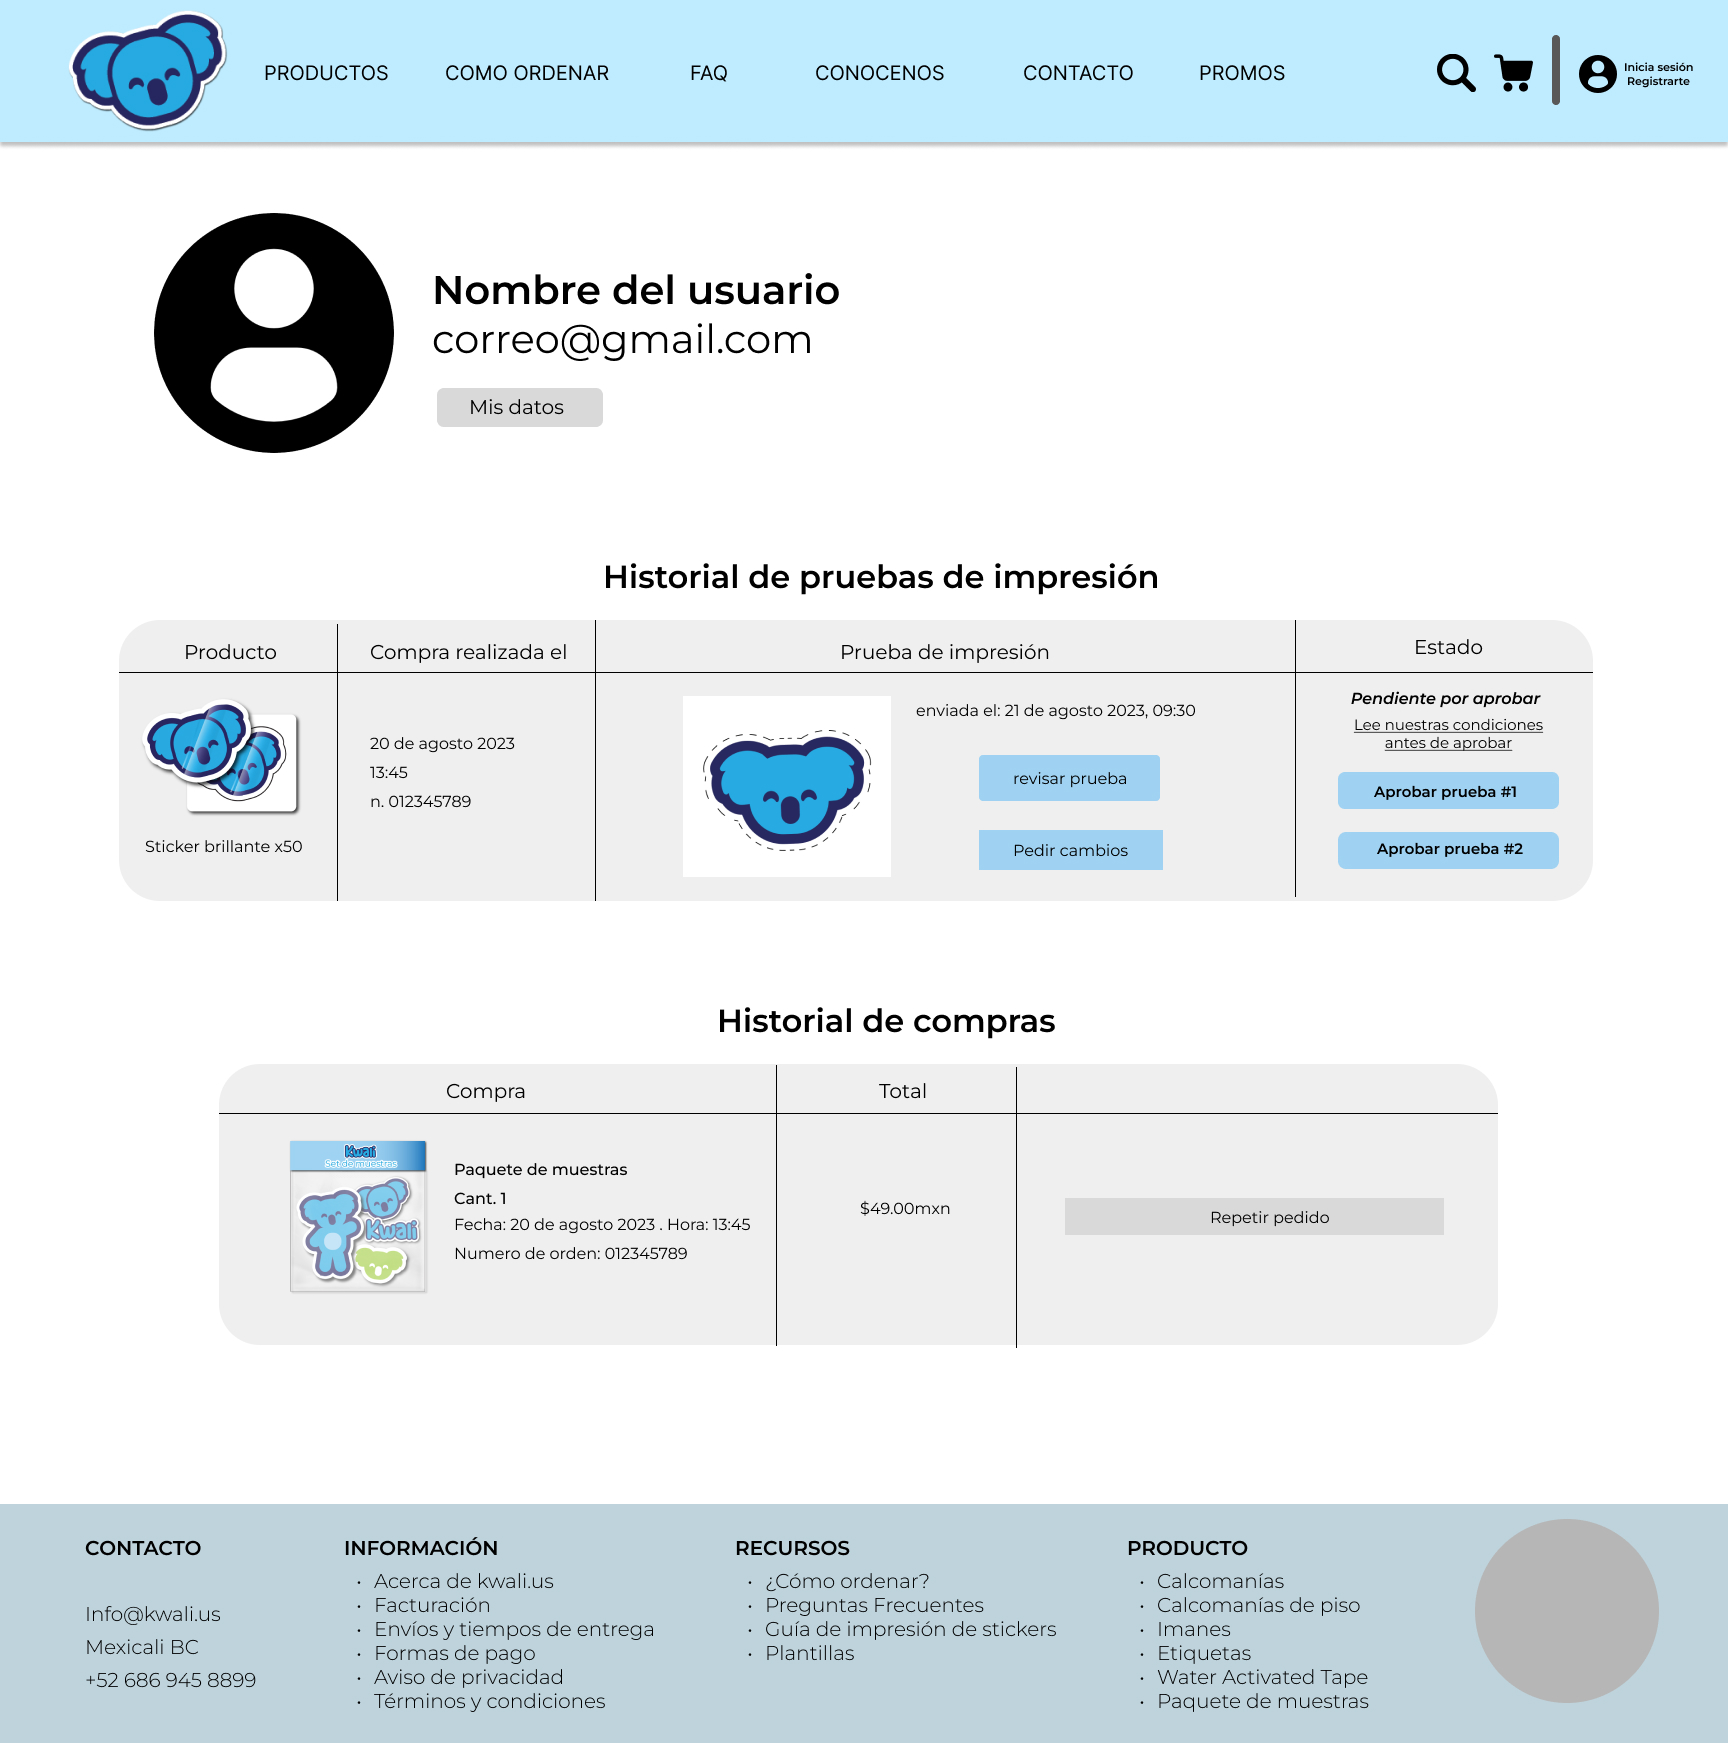 PRODUCTOS
COMO ORDENAR
FAQ
CONOCENOS
CONTACTO
PROMOS
Inicia sesión
Registrarte
Nombre del usuario
correo@gmail.com
Mis datos
Historial de pruebas de impresión
Producto
Compra realizada el
Prueba de impresión
Estado
Sticker brillante x50
20 de agosto 2023
13:45
n. 012345789
enviada el: 21 de agosto 2023, 09:30
revisar prueba
Pedir cambios
Pendiente por aprobar
Lee nuestras condiciones
antes de aprobar
Aprobar prueba #1
Aprobar prueba #2
Historial de compras
Compra
Total
Kwali
Set de muestras
Kwali
Paquete de muestras
Cant. 1
Fecha: 20 de agosto 2023 . Hora: 13:45
Numero de orden: 012345789
$49.00mxn
Repetir pedido
CONTACTO
Info@kwali.us
Mexicali BC
+52 686 945 8899
INFORMACIÓN
• Acerca de kwali.us
• Facturación
• Envíos y tiempos de entrega
• Formas de pago
• Aviso de privacidad
• Términos y condiciones
RECURSOS
• ¿Cómo ordenar?
• Preguntas Frecuentes
• Guía de impresión de stickers
• Plantillas
PRODUCTO
• Calcomanías
• Calcomanías de piso
• Imanes
• Etiquetas
• Water Activated Tape
• Paquete de muestras